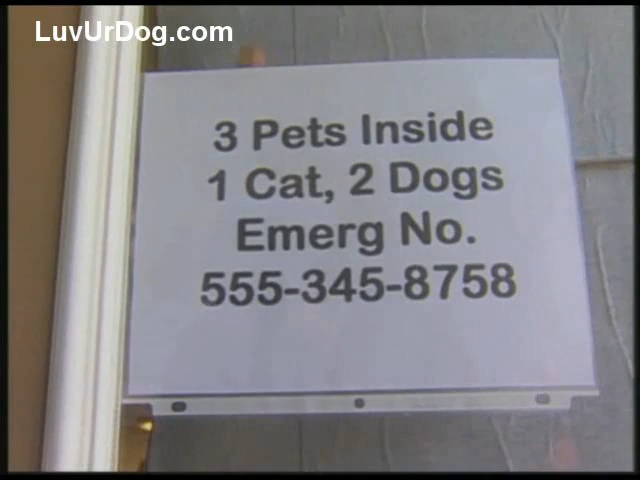 LuvUrDog.com
3 Pets Inside
1 Cat, 2 Dogs
Emerg No.
555-345-8758